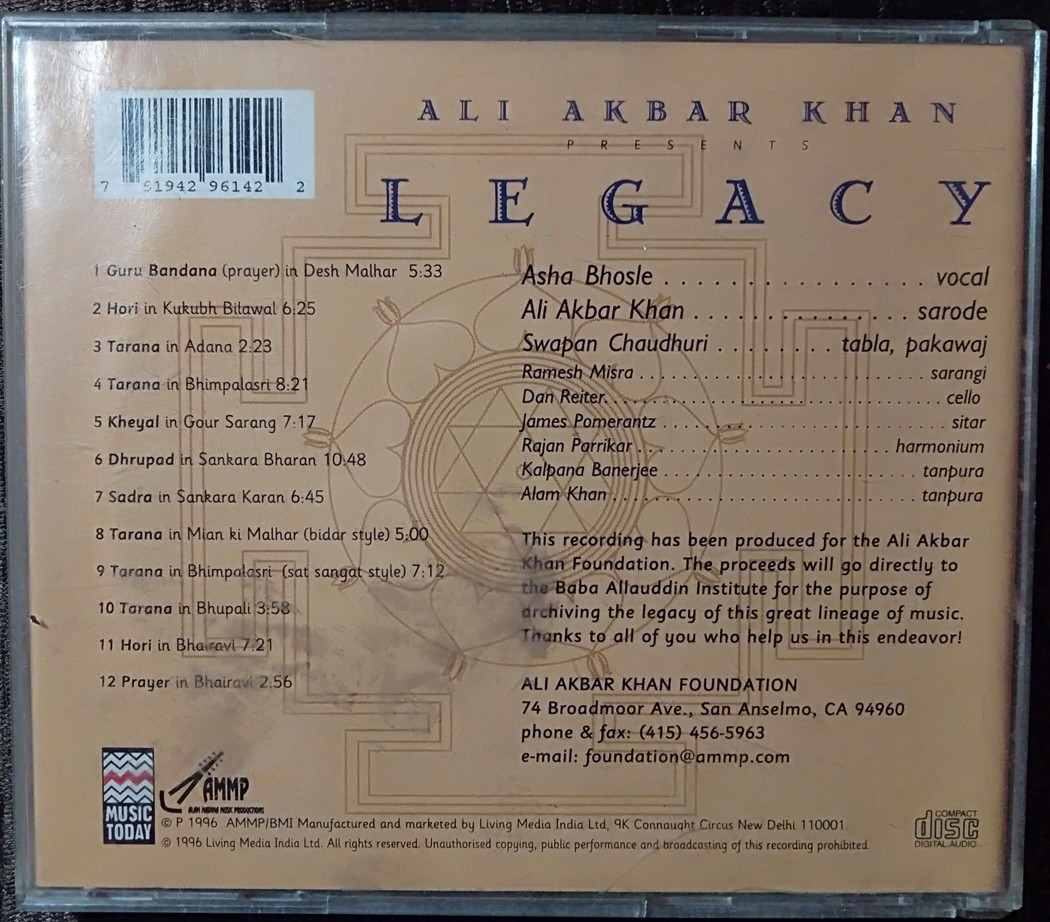 7 51942 96142 2
ALI AKBAR KHAN
PRESENTS
LEGACY
1 Guru Bandana (prayer) in Desh Malhar 5:33
2 Hori in Kukubh Bilawal 6:25
3 Tarana in Adana 2:23
4 Tarana in Bhimpalasri 8:21
5 Kheyal in Gour Sarang 7:17
6 Dhrupad in Sankara Bharan 10:48
7 Sadra in Sankara Karan 6:45
8 Tarana in Mian ki Malhar (bidar style) 5:00
9 Tarana in Bhimpalasri (sat sangat style) 7:12
10 Tarana in Bhupali 3:58
11 Hori in Bhairavi 7:21
12 Prayer in Bhairavi 2:56
Asha Bhosle . . . . . . . . . . . . . . . . vocal
Ali Akbar Khan . . . . . . . . . . . . . . sarode
Swapan Chaudhuri . . . . . . . . tabla, pakawaj
Ramesh Misra . . . . . . . . . . . . . . . . . . . . sarangi
Dan Reiter. . . . . . . . . . . . . . . . . . . . . . . cello
James Pomerantz . . . . . . . . . . . . . . . . . . . sitar
Rajan Parrikar . . . . . . . . . . . . . . . . . harmonium
Kalpana Banerjee . . . . . . . . . . . . . . . . . tanpura
Alam Khan . . . . . . . . . . . . . . . . . . . . . tanpura
This recording has been produced for the Ali Akbar
Khan Foundation. The proceeds will go directly to
the Baba Allauddin Institute for the purpose of
archiving the legacy of this great lineage of music.
Thanks to all of you who help us in this endeavor!
ALI AKBAR KHAN FOUNDATION
74 Broadmoor Ave., San Anselmo, CA 94960
phone & fax: (415) 456-5963
e-mail: foundation@ammp.com
MUSIC
TODAY
AMMP
ALAM MADINA MUSIC PRODUCTIONS
© P 1996 AMMP/BMI Manufactured and marketed by Living Media India Ltd, 9K Connaught Circus New Delhi 110001.
© 1996 Living Media India Ltd. All rights reserved. Unauthorised copying, public performance and broadcasting of this recording prohibited.
COMPACT
disc
DIGITAL AUDIO